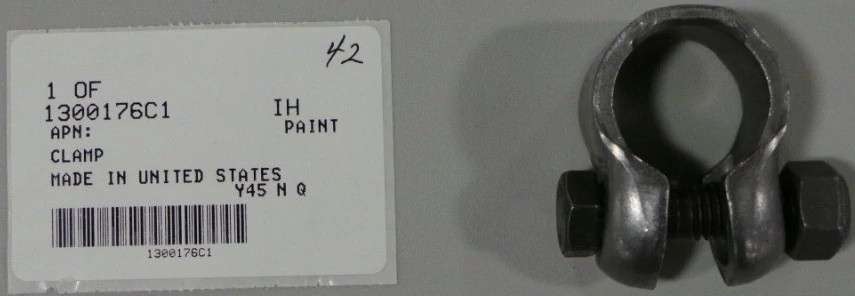 42
1 OF
1300176C1 IH
APN: PAINT
CLAMP
MADE IN UNITED STATES
Y45 N Q
1300176C1